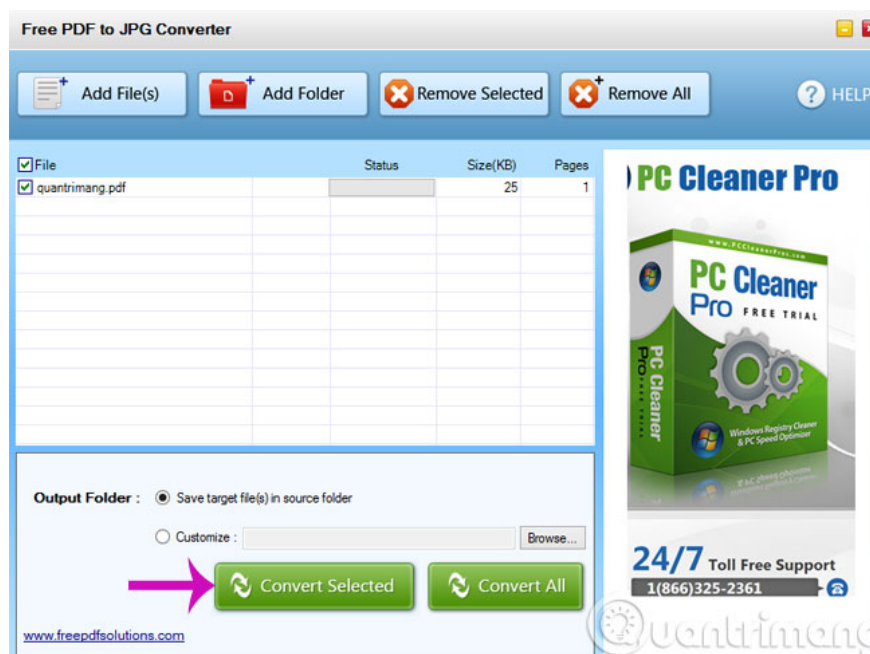 Free PDF to JPG Converter
Add File(s)
Add Folder
Remove Selected
Remove All
HELP
File Status Size(KB) Pages
quantrimang.pdf 25 1
PC Cleaner Pro
www.PCCleanerPros.com
PC Cleaner
Pro FREE TRIAL
PC Cleaner
Pro FREE TRIAL
Windows Registry Cleaner
& PC Speed Optimizer
Output Folder : Save target file(s) in source folder
Customize : Browse...
24/7 Toll Free Support
1(866)325-2361
Convert Selected
Convert All
www.freepdfsolutions.com
Quantrimang